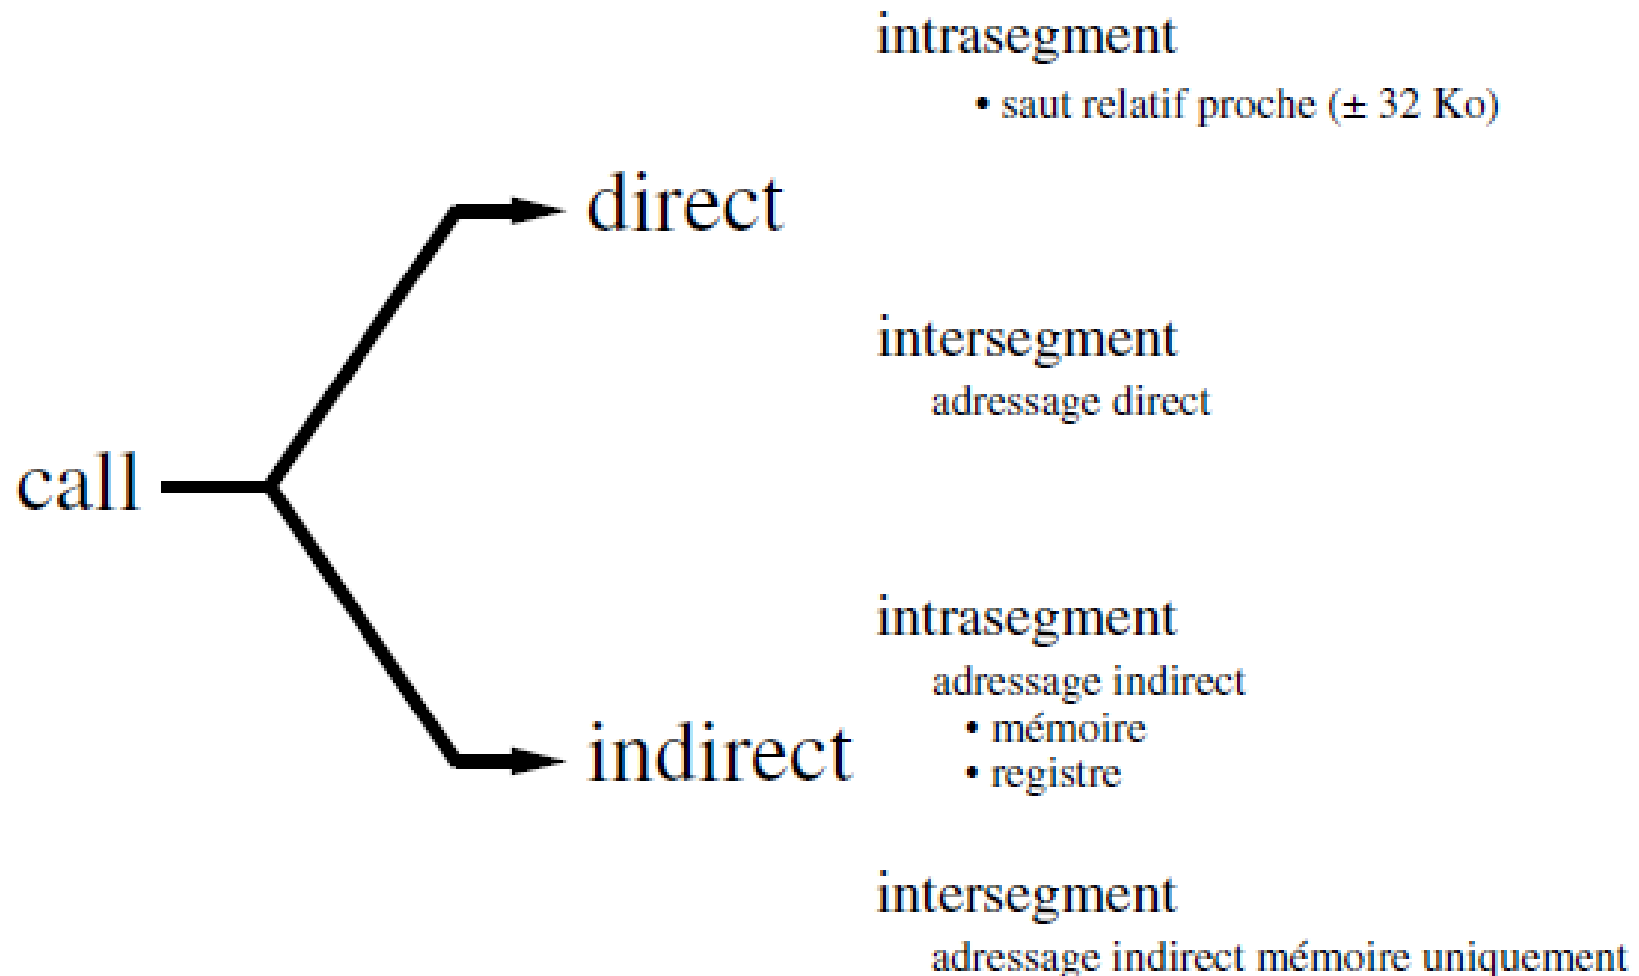 intrasegment
• saut relatif proche (± 32 Ko)
direct
intersegment
adressage direct
call
intrasegment
adressage indirect
• mémoire
• registre
indirect
intersegment
adressage indirect mémoire uniquement